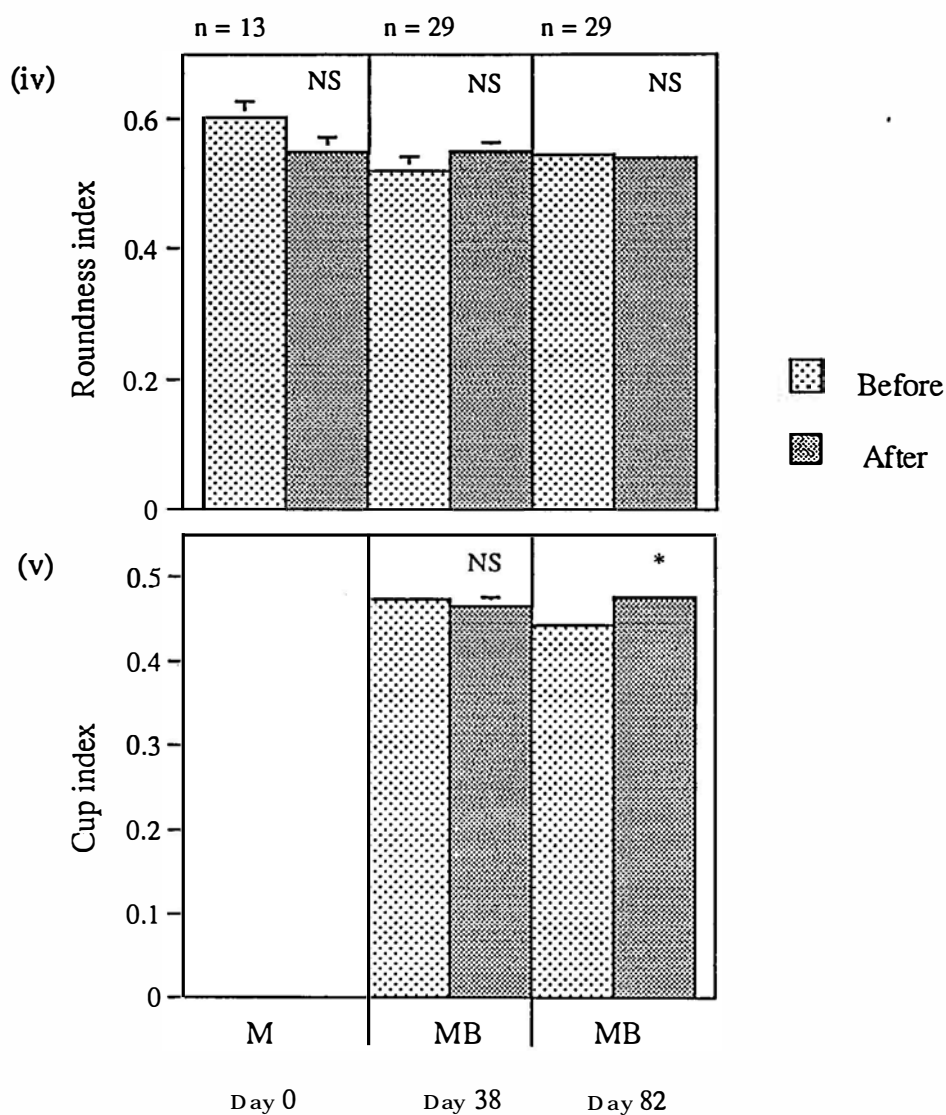 n = 13 n = 29 n = 29
(iv)
NS NS NS
0.6
0.4
0.2
0
Roundness index
Before
After
(v)
NS *
0.5
0.4
0.3
0.2
0.1
0
Cup index
M MB MB
Day 0 Day 38 Day 82